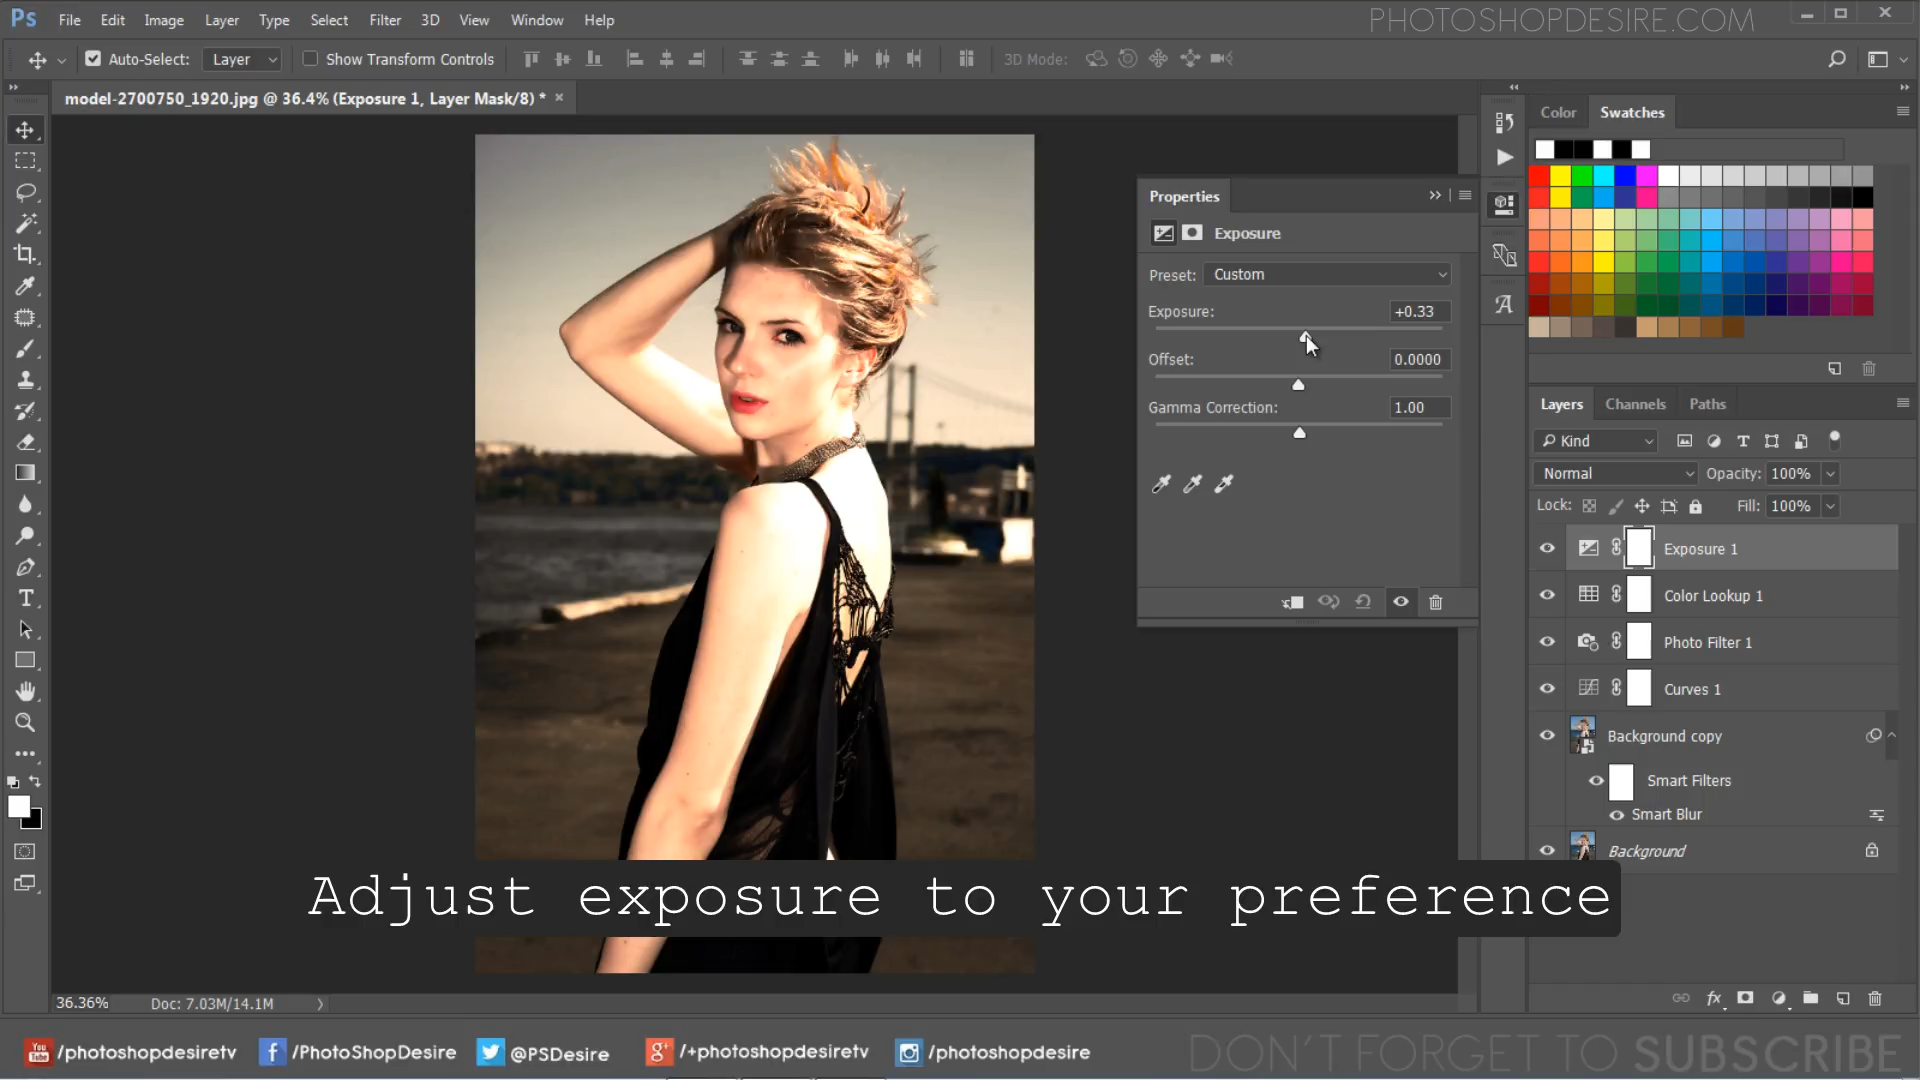 Ps File Edit Image Layer Type Select Filter 3D View Window Help
PHOTOSHOPDESIRE.COM
Auto-Select: Layer Show Transform Controls 3D Mode:
model-2700750_1920.jpg @ 36.4% (Exposure 1, Layer Mask/8) * ×
Color Swatches
Properties
Exposure
Preset: Custom
Exposure: +0.33
Offset: 0.0000
Gamma Correction: 1.00
Layers Channels Paths
Kind
Normal Opacity: 100%
Lock: Fill: 100%
Exposure 1
Color Lookup 1
Photo Filter 1
Curves 1
Background copy
Smart Filters
Smart Blur
Background
Adjust exposure to your preference
36.36% Doc: 7.03M/14.1M
You Tube /photoshopdesiretv /PhotoShopDesire @PSDesire /+photoshopdesiretv /photoshopdesire
DON'T FORGET TO SUBSCRIBE